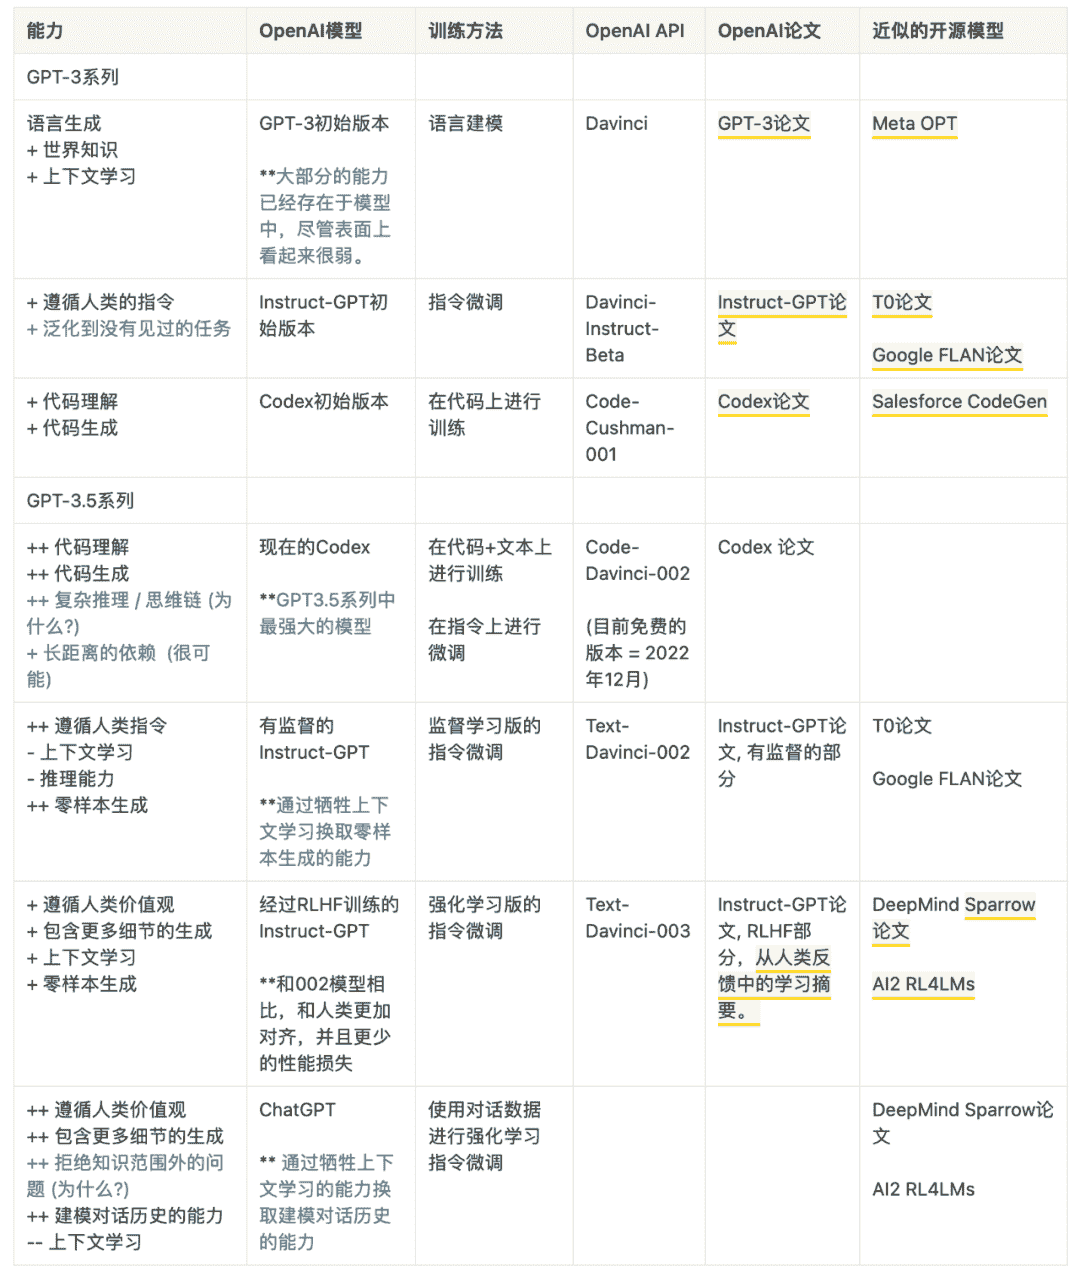 能力 OpenAI模型 训练方法 OpenAI API OpenAI论文 近似的开源模型
GPT-3系列
语言生成
+ 世界知识
+ 上下文学习
GPT-3初始版本
**大部分的能力
已经存在于模型
中，尽管表面上
看起来很弱。
语言建模
Davinci
GPT-3论文
Meta OPT
+ 遵循人类的指令
+ 泛化到没有见过的任务
Instruct-GPT初
始版本
指令微调
Davinci-
Instruct-
Beta
Instruct-GPT论
文
T0论文
Google FLAN论文
+ 代码理解
+ 代码生成
Codex初始版本
在代码上进行
训练
Code-
Cushman-
001
Codex论文
Salesforce CodeGen
GPT-3.5系列
++ 代码理解
++ 代码生成
++ 复杂推理 / 思维链 (为
什么?)
+ 长距离的依赖 (很可
能)
现在的Codex
**GPT3.5系列中
最强大的模型
在代码+文本上
进行训练
在指令上进行
微调
Code-
Davinci-002
(目前免费的
版本 = 2022
年12月)
Codex 论文
++ 遵循人类指令
- 上下文学习
- 推理能力
++ 零样本生成
有监督的
Instruct-GPT
**通过牺牲上下
文学习换取零样
本生成的能力
监督学习版的
指令微调
Text-
Davinci-002
Instruct-GPT论
文, 有监督的部
分
T0论文
Google FLAN论文
+ 遵循人类价值观
+ 包含更多细节的生成
+ 上下文学习
+ 零样本生成
经过RLHF训练的
Instruct-GPT
**和002模型相
比，和人类更加
对齐，并且更少
的性能损失
强化学习版的
指令微调
Text-
Davinci-003
Instruct-GPT论
文, RLHF部
分，从人类反
馈中的学习摘
要。
DeepMind Sparrow
论文
AI2 RL4LMs
++ 遵循人类价值观
++ 包含更多细节的生成
++ 拒绝知识范围外的问
题 (为什么?)
++ 建模对话历史的能力
-- 上下文学习
ChatGPT
** 通过牺牲上下
文学习的能力换
取建模对话历史
的能力
使用对话数据
进行强化学习
指令微调
DeepMind Sparrow论
文
AI2 RL4LMs